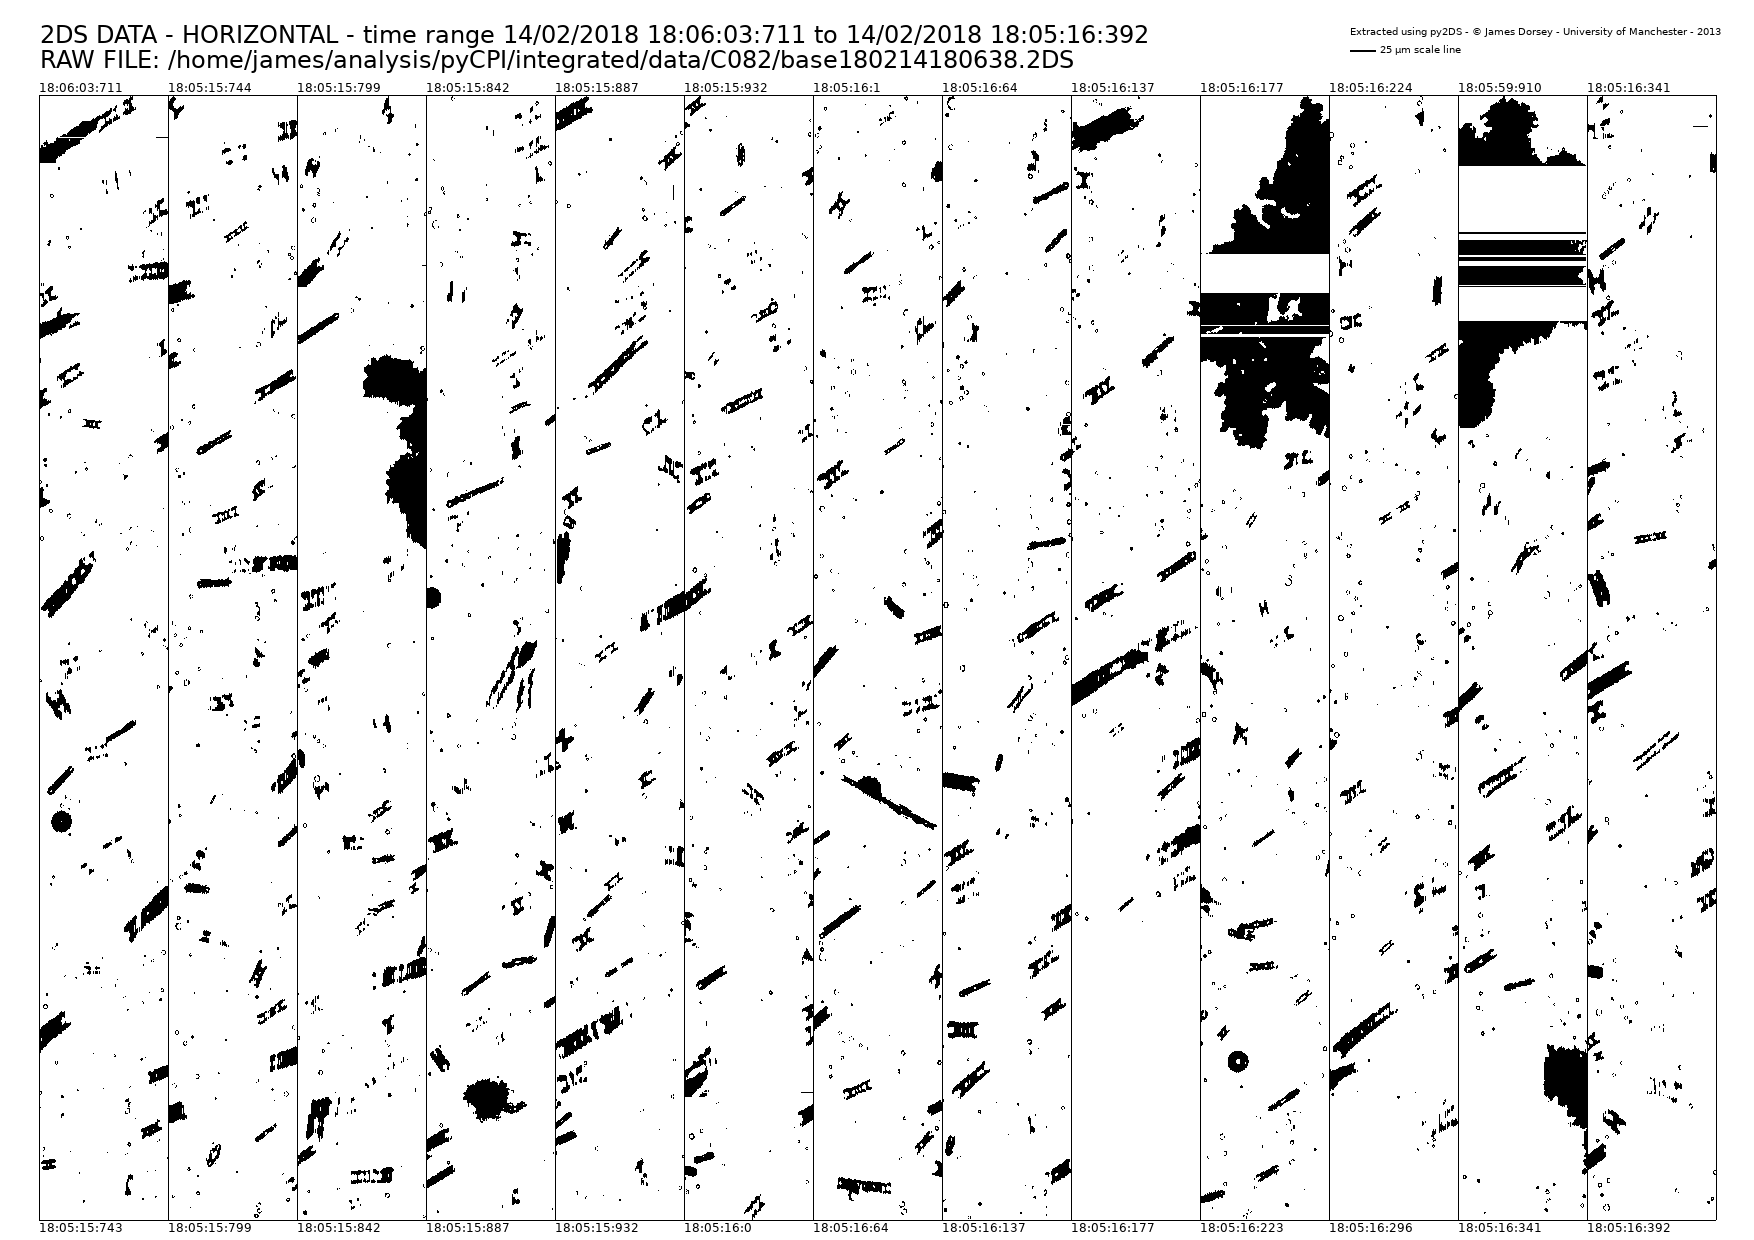 2DS DATA - HORIZONTAL - time range 14/02/2018 18:06:03:711 to 14/02/2018 18:05:16:392
RAW FILE: /home/james/analysis/pyCPI/integrated/data/C082/base180214180638.2DS
Extracted using py2DS - © James Dorsey - University of Manchester - 2013
25 μm scale line
18:06:03:711 18:05:15:744 18:05:15:799 18:05:15:842 18:05:15:887 18:05:15:932 18:05:16:1 18:05:16:64 18:05:16:137 18:05:16:177 18:05:16:224 18:05:59:910 18:05:16:341
18:05:15:743 18:05:15:799 18:05:15:842 18:05:15:887 18:05:15:932 18:05:16:0 18:05:16:64 18:05:16:137 18:05:16:177 18:05:16:223 18:05:16:296 18:05:16:341 18:05:16:392